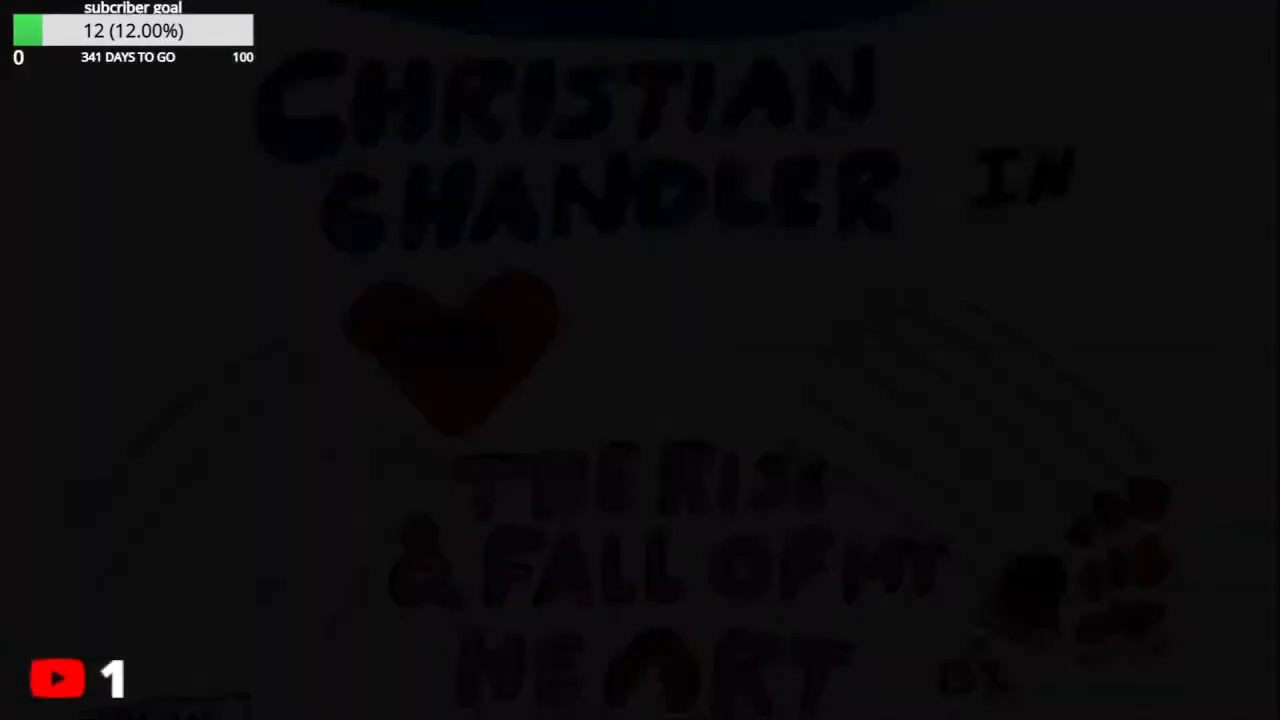 subcriber goal
12 (12.00%)
0 341 DAYS TO GO 100
CHRISTIAN
CHANDLER IN
THE RISE
& FALL OF MY
HEART
BY
1